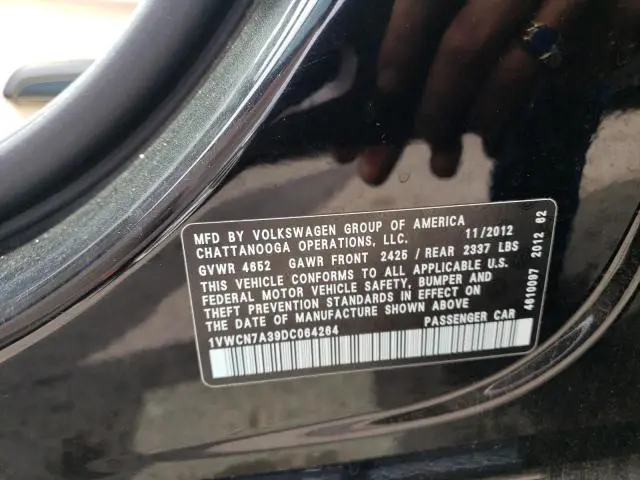 MFD BY VOLKSWAGEN GROUP OF AMERICA
CHATTANOOGA OPERATIONS, LLC. 11/2012
GVWR 4652 GAWR FRONT 2425 / REAR 2337 LBS
THIS VEHICLE CONFORMS TO ALL APPLICABLE U.S.
FEDERAL MOTOR VEHICLE SAFETY, BUMPER AND
THEFT PREVENTION STANDARDS IN EFFECT ON
THE DATE OF MANUFACTURE SHOWN ABOVE
1VWCN7A39DC064264 PASSENGER CAR
4610007 2012 62